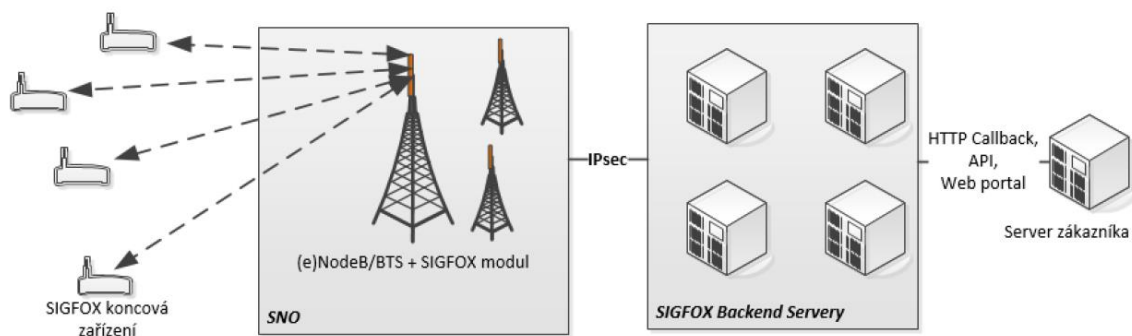 SIGFOX koncová
zařízení
(e)NodeB/BTS + SIGFOX modul
SNO
IPsec
SIGFOX Backend Servery
HTTP Callback,
API,
Web portal
Server zákazníka